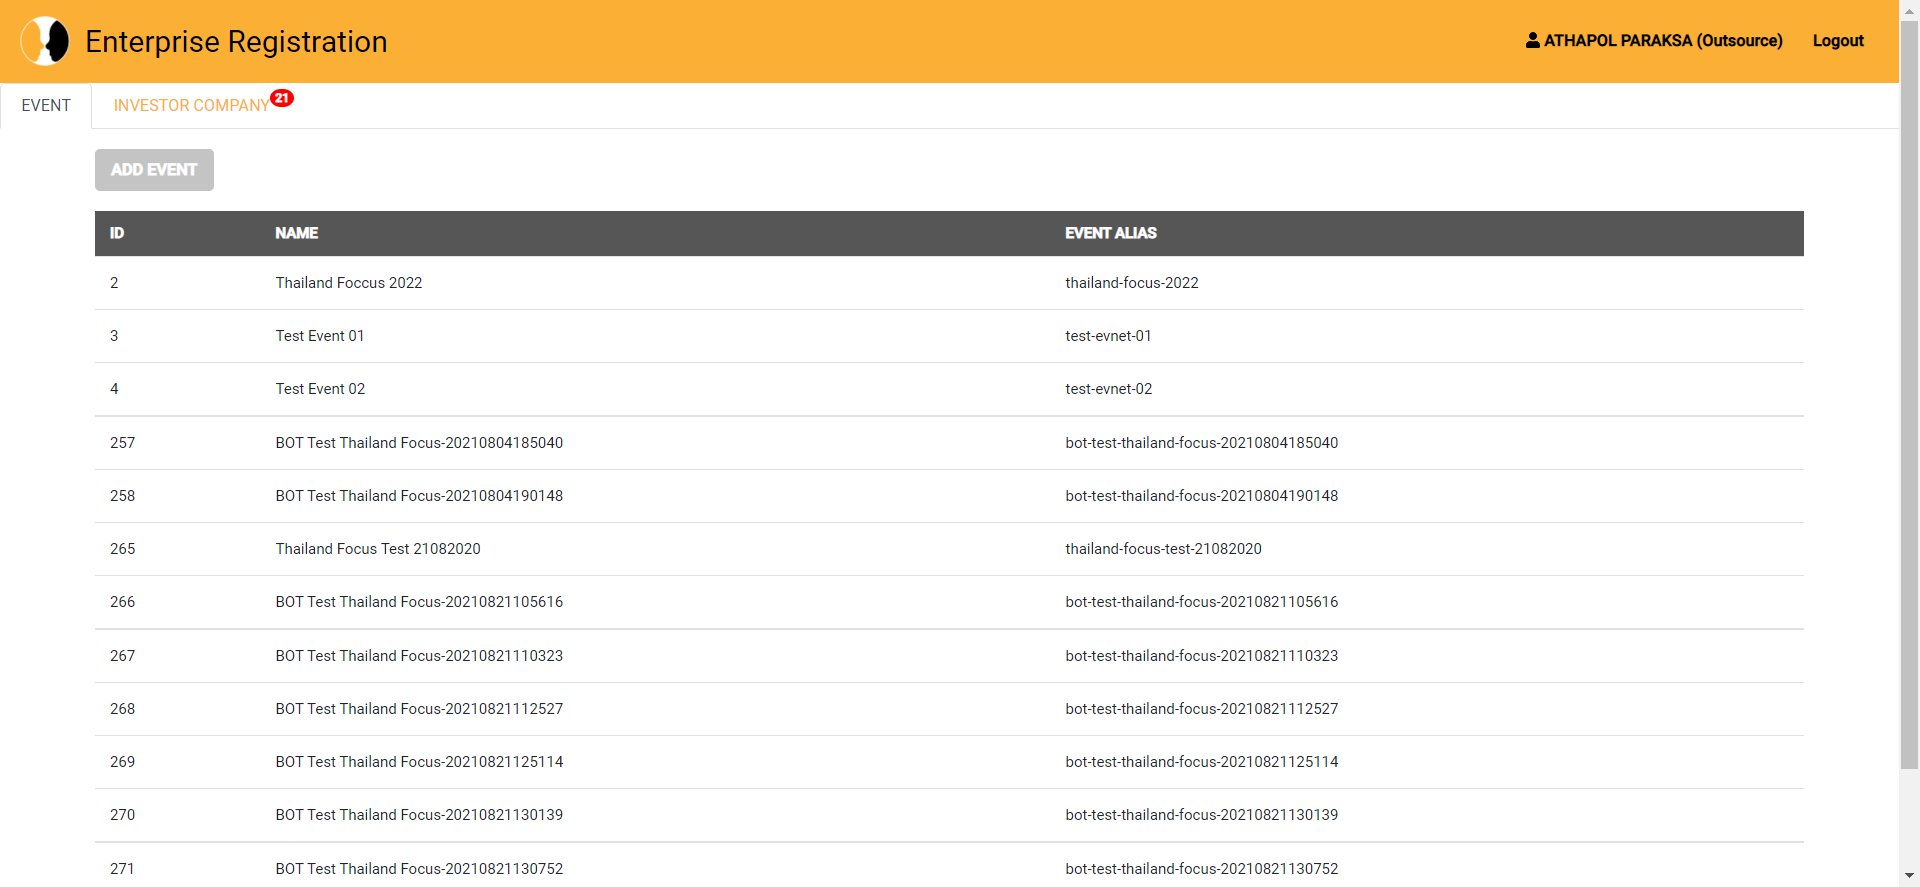 Enterprise Registration
ATHAPOL PARAKSA (Outsource) Logout
EVENT INVESTOR COMPANY 21
ADD EVENT
ID NAME EVENT ALIAS
2 Thailand Foccus 2022 thailand-focus-2022
3 Test Event 01 test-evnet-01
4 Test Event 02 test-evnet-02
257 BOT Test Thailand Focus-20210804185040 bot-test-thailand-focus-20210804185040
258 BOT Test Thailand Focus-20210804190148 bot-test-thailand-focus-20210804190148
265 Thailand Focus Test 21082020 thailand-focus-test-21082020
266 BOT Test Thailand Focus-20210821105616 bot-test-thailand-focus-20210821105616
267 BOT Test Thailand Focus-20210821110323 bot-test-thailand-focus-20210821110323
268 BOT Test Thailand Focus-20210821112527 bot-test-thailand-focus-20210821112527
269 BOT Test Thailand Focus-20210821125114 bot-test-thailand-focus-20210821125114
270 BOT Test Thailand Focus-20210821130139 bot-test-thailand-focus-20210821130139
271 BOT Test Thailand Focus-20210821130752 bot-test-thailand-focus-20210821130752